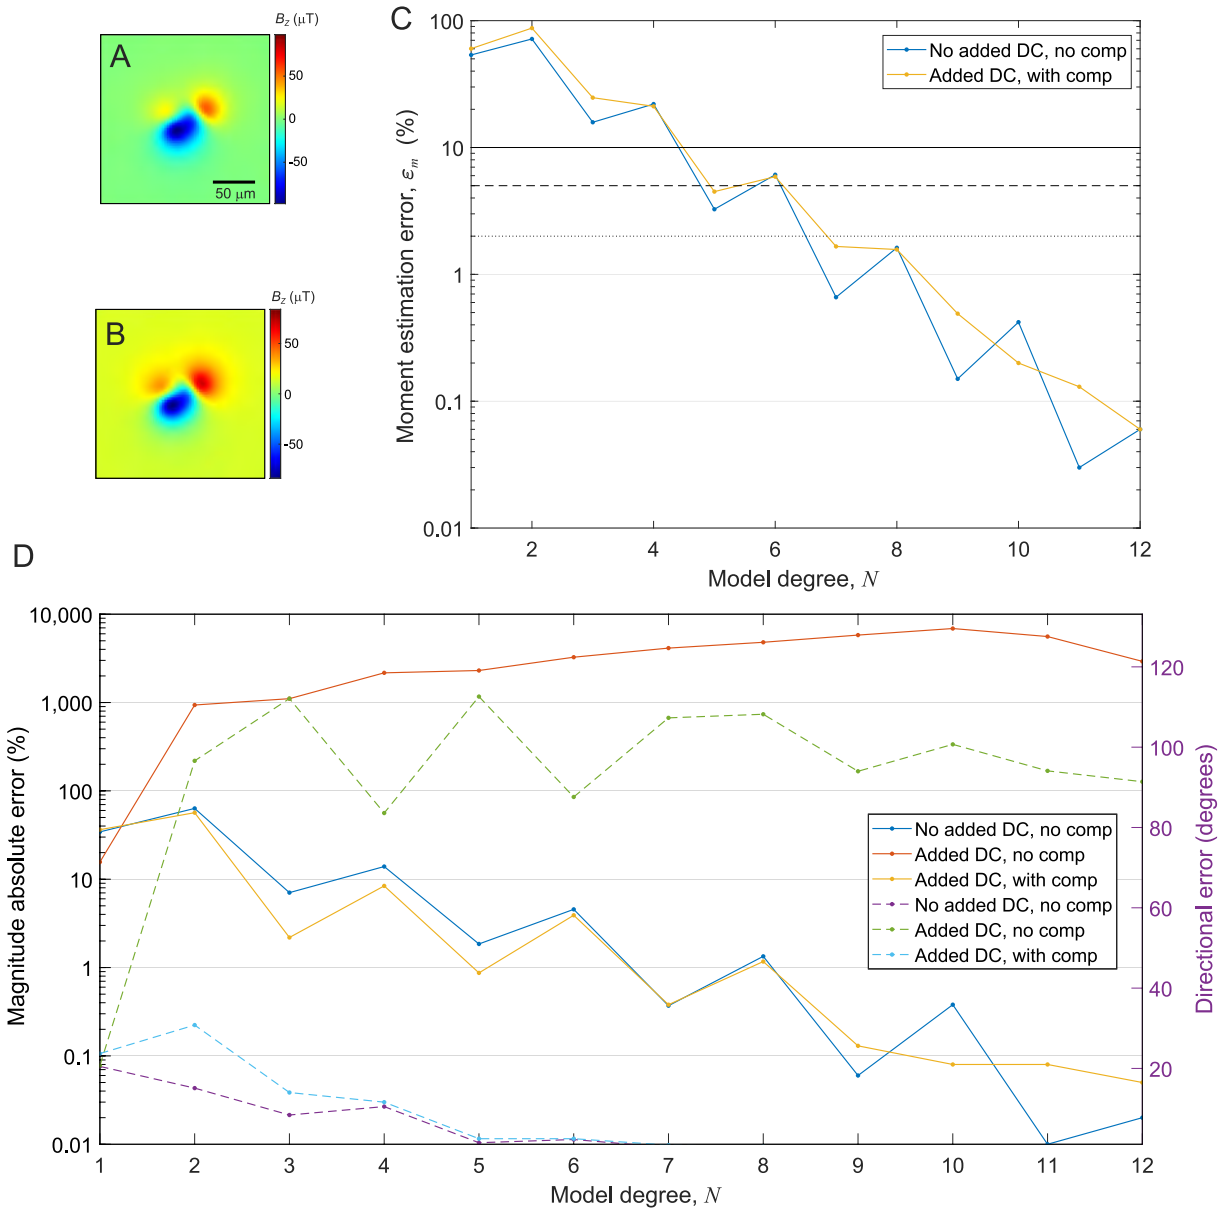 A
B_z (μT)
50
0
-50
50 μm
B
B_z (μT)
50
0
-50
C
Moment estimation error, ε_m (%)
100
10
1
0.1
0.01
No added DC, no comp
Added DC, with comp
2
4
6
8
10
12
Model degree, N
D
Magnitude absolute error (%)
10,000
1,000
100
10
1
0.1
0.01
No added DC, no comp
Added DC, no comp
Added DC, with comp
No added DC, no comp
Added DC, no comp
Added DC, with comp
120
100
80
60
40
20
Directional error (degrees)
1
2
3
4
5
6
7
8
9
10
11
12
Model degree, N